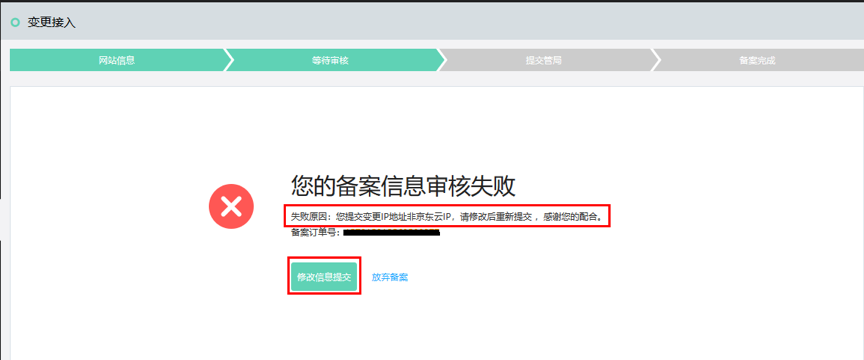 变更接入
网站信息
等待审核
提交管局
备案完成
您的备案信息审核失败
失败原因：您提交变更IP地址非京东云IP，请修改后重新提交，感谢您的配合。
备案订单号：
修改信息提交
放弃备案